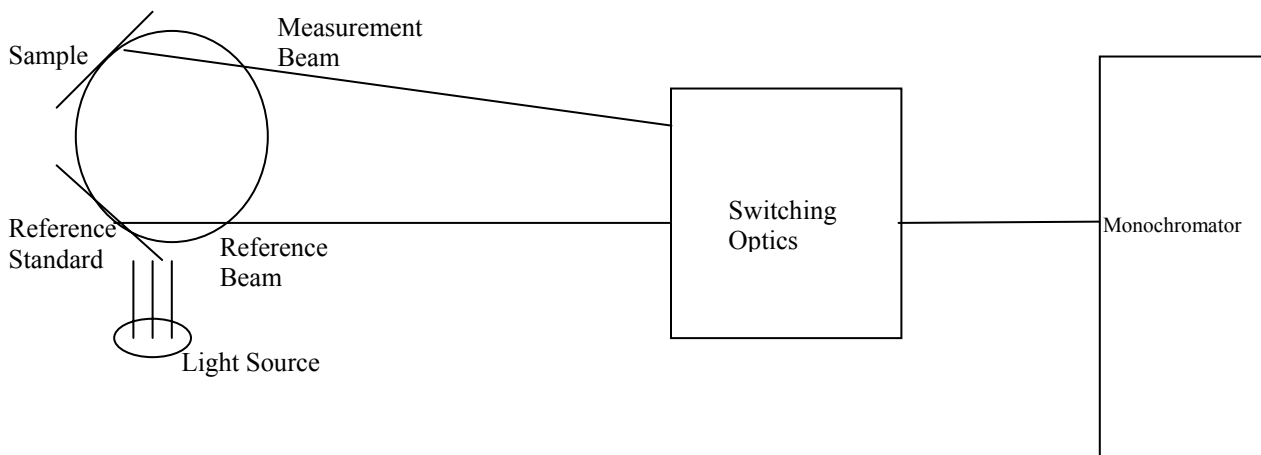 Measurement
Beam
Sample
Switching
Optics
Monochromator
Reference
Standard
Reference
Beam
Light Source